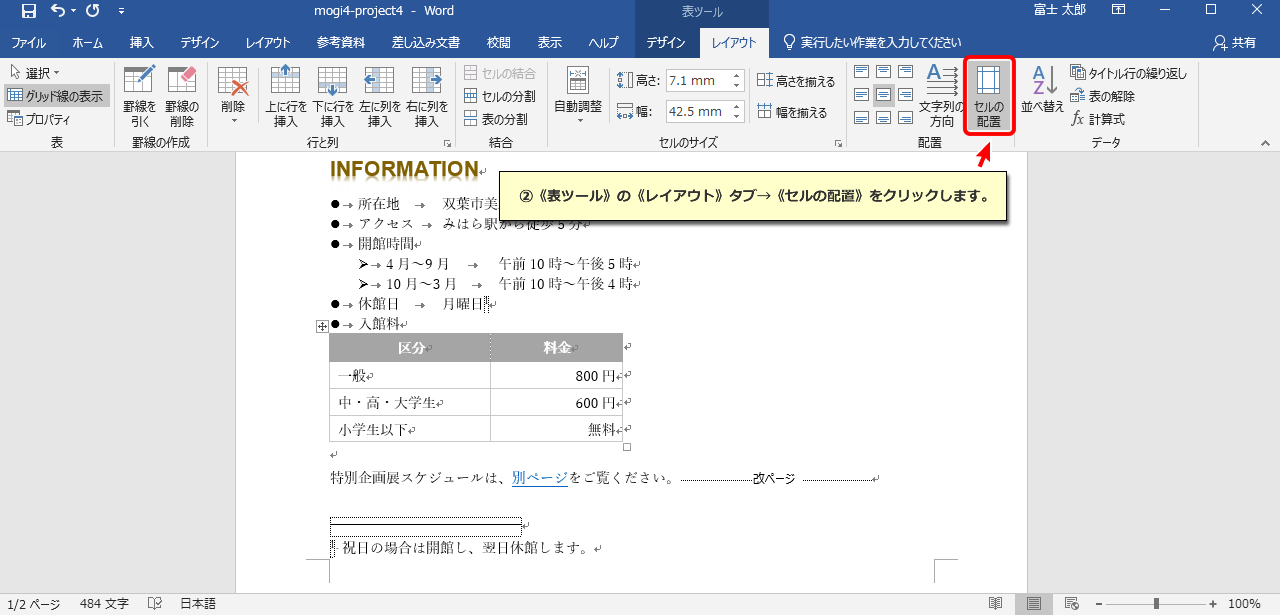 mogi4-project4 - Word
表ツール
富士 太郎
ファイル ホーム 挿入 デザイン レイアウト 参考資料 差し込み文書 校閲 表示 ヘルプ デザイン レイアウト 実行したい作業を入力してください 共有
選択
グリッド線の表示
プロパティ
表
罫線を引く
罫線の削除
罫線の作成
削除
上に行を挿入
下に行を挿入
左に列を挿入
右に列を挿入
行と列
セルの結合
セルの分割
表の分割
結合
自動調整
高さ: 7.1 mm
幅: 42.5 mm
高さを揃える
幅を揃える
セルのサイズ
文字列の方向
セルの配置
配置
並べ替え
タイトル行の繰り返し
表の解除
計算式
データ
INFORMATION
②《表ツール》の《レイアウト》タブ→《セルの配置》をクリックします。
●→所在地 → 双葉市美
●→アクセス → みはら駅から徒歩 5 分
●→開館時間
➢→4 月～9 月 → 午前 10 時～午後 5 時
➢→10 月～3 月 → 午前 10 時～午後 4 時
●→休館日 → 月曜日i
●→入館料
区分 料金
一般 800 円
中・高・大学生 600 円
小学生以下 無料
特別企画展スケジュールは、別ページをご覧ください。 改ページ
i 祝日の場合は開館し、翌日休館します。
1/2 ページ 484 文字 日本語 100%